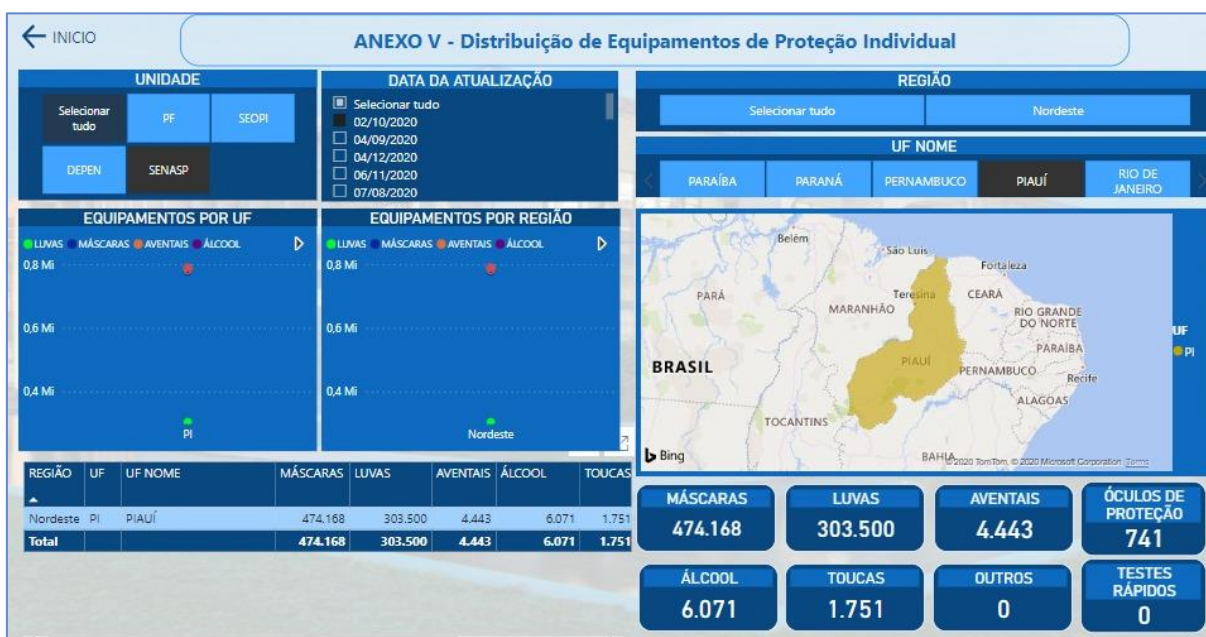 INICIO
ANEXO V - Distribuição de Equipamentos de Proteção Individual
UNIDADE
Selecionar tudo
PF
SEOPI
DEPEN
SENASP
DATA DA ATUALIZAÇÃO
Selecionar tudo
02/10/2020
04/09/2020
04/12/2020
06/11/2020
07/08/2020
REGIÃO
Selecionar tudo
Nordeste
UF NOME
PARAÍBA
PARANÁ
PERNAMBUCO
PIAUÍ
RIO DE JANEIRO
EQUIPAMENTOS POR UF
LUVAS MÁSCARAS AVENTAIS ÁLCOOL
0,8 Mi
0,6 Mi
0,4 Mi
PI
EQUIPAMENTOS POR REGIÃO
LUVAS MÁSCARAS AVENTAIS ÁLCOOL
0,8 Mi
0,6 Mi
0,4 Mi
Nordeste
Belém
São Luis
Fortaleza
PARÁ
Teresina
CEARÁ
MARANHÃO
RIO GRANDE DO NORTE
PARAÍBA
BRASIL
PIAUÍ
PERNAMBUCO
Recife
ALAGOAS
TOCANTINS
BAHIA
Bing
© 2020 TomTom, © 2020 Microsoft Corporation Terms
UF
PI
REGIÃO UF UF NOME MÁSCARAS LUVAS AVENTAIS ÁLCOOL TOUCAS
Nordeste PI PIAUÍ 474.168 303.500 4.443 6.071 1.751
Total 474.168 303.500 4.443 6.071 1.751
MÁSCARAS
474.168
LUVAS
303.500
AVENTAIS
4.443
ÓCULOS DE PROTEÇÃO
741
ÁLCOOL
6.071
TOUCAS
1.751
OUTROS
0
TESTES RÁPIDOS
0